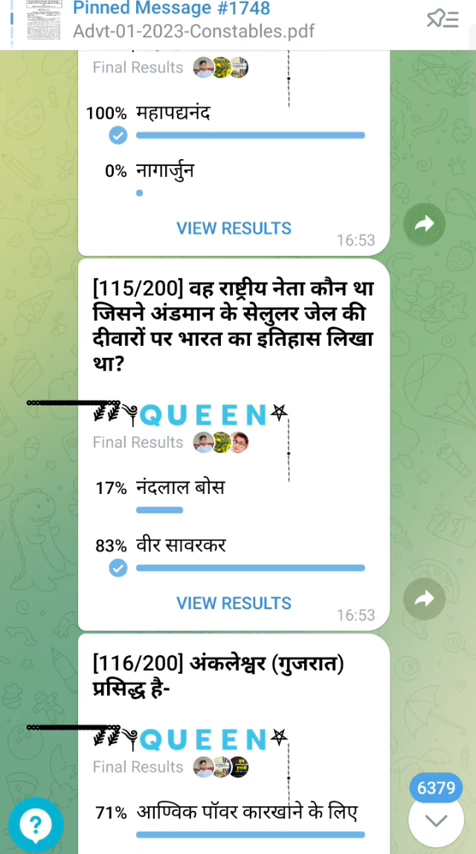 Pinned Message #1748
Advt-01-2023-Constables.pdf
Final Results
100% महापद्यनंद
0% नागार्जुन
VIEW RESULTS
16:53
[115/200] वह राष्ट्रीय नेता कौन था
जिसने अंडमान के सेलुलर जेल की
दीवारों पर भारत का इतिहास लिखा
था?
QUEEN
Final Results
17% नंदलाल बोस
83% वीर सावरकर
VIEW RESULTS
16:53
[116/200] अंकलेश्वर (गुजरात)
प्रसिद्ध है-
QUEEN
Final Results
71% आण्विक पॉवर कारखाने के लिए
6379